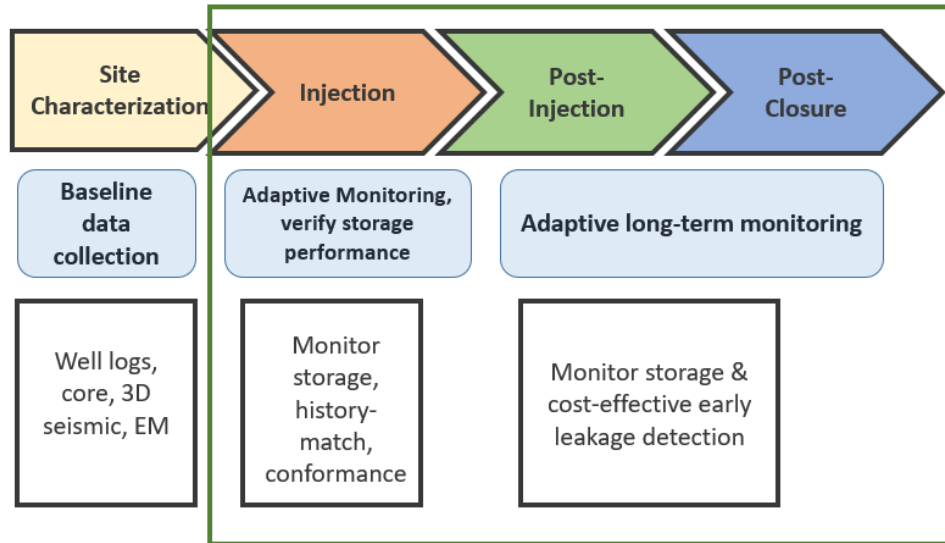 Site
Characterization
Injection
Post-
Injection
Post-
Closure
Baseline
data
collection
Adaptive Monitoring,
verify storage
performance
Adaptive long-term monitoring
Well logs,
core, 3D
seismic, EM
Monitor
storage,
history-
match,
conformance
Monitor storage &
cost-effective early
leakage detection